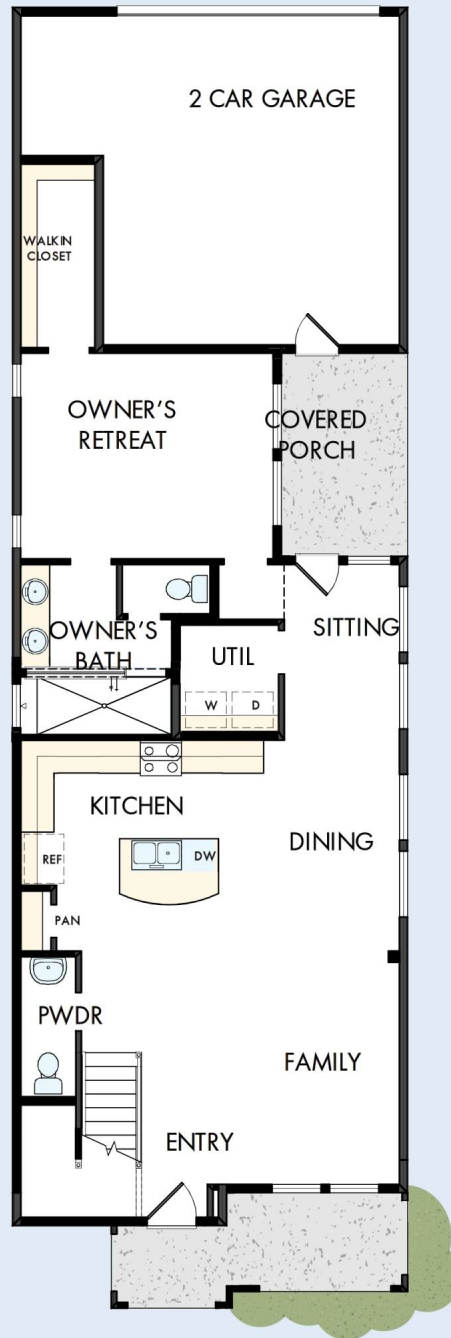 2 CAR GARAGE
WALKIN
CLOSET
OWNER'S
RETREAT
COVERED
PORCH
SITTING
OWNER'S
BATH
UTIL
W
D
KITCHEN
DINING
REF
DW
PAN
PWDR
FAMILY
ENTRY